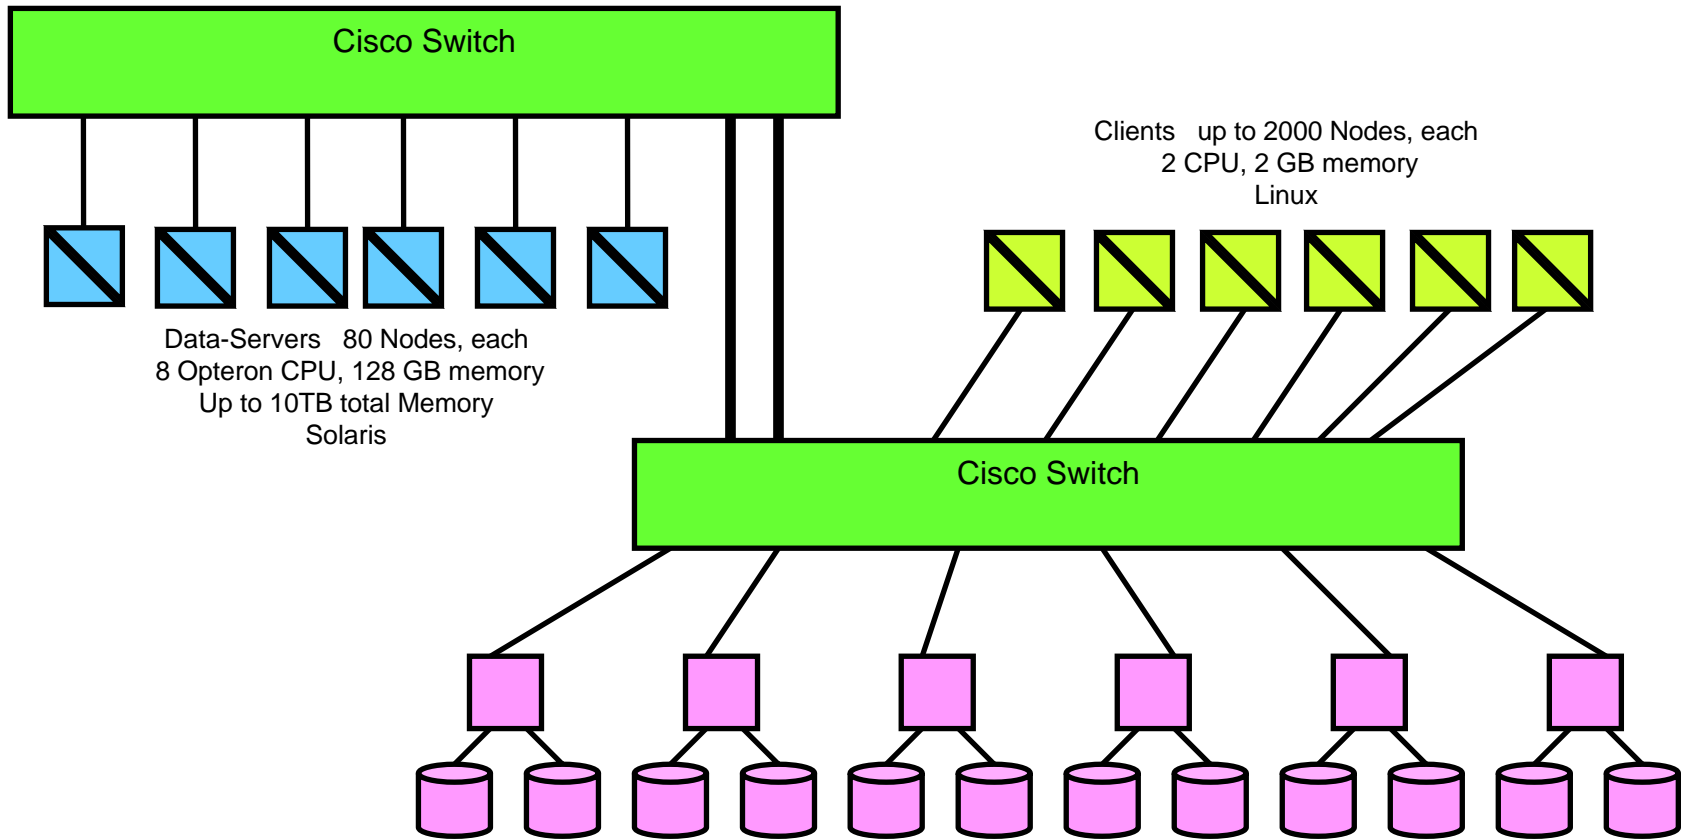 Cisco Switch
Clients up to 2000 Nodes, each
2 CPU, 2 GB memory
Linux
Data-Servers 80 Nodes, each
8 Opteron CPU, 128 GB memory
Up to 10TB total Memory
Solaris
Cisco Switch